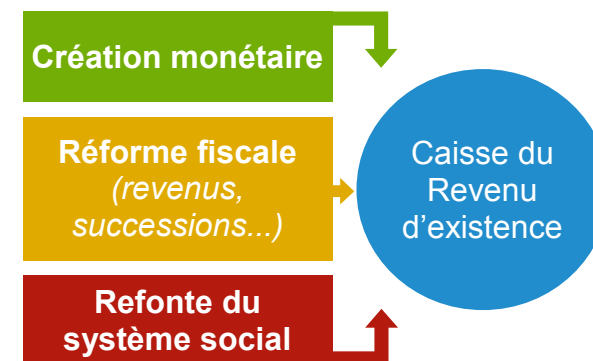 Création monétaire
Réforme fiscale
(revenus,
successions...)
Caisse du
Revenu
d'existence
Refonte du
système social